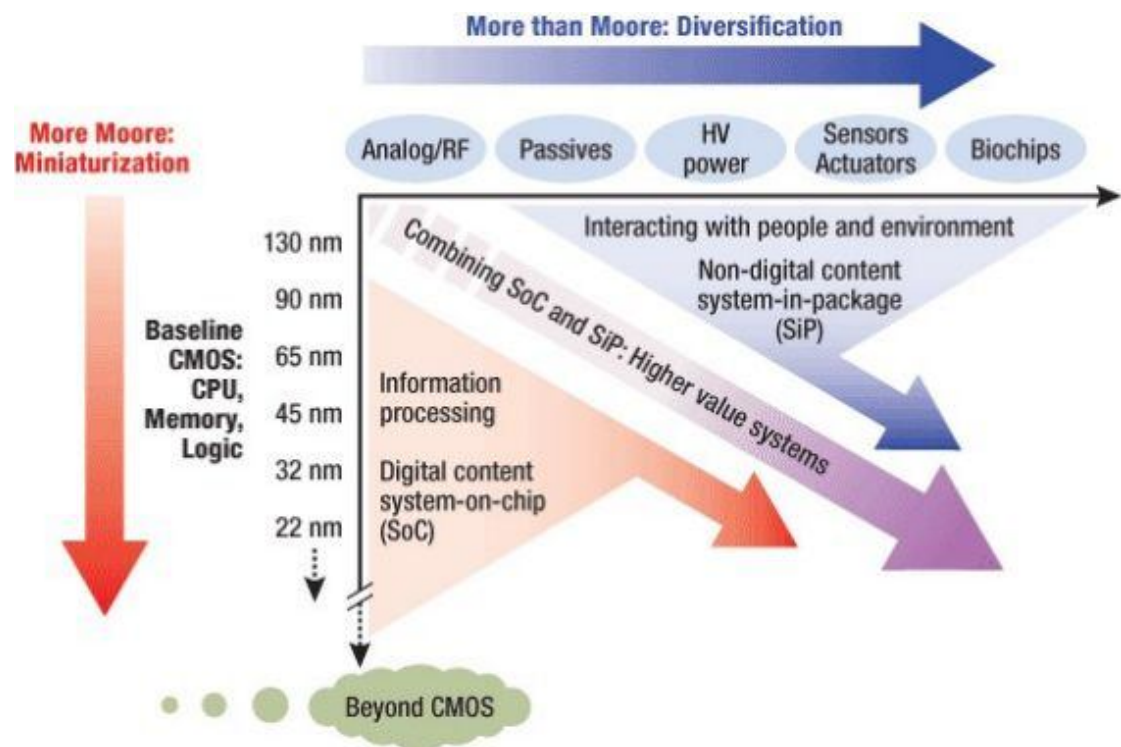 More than Moore: Diversification
More Moore:
Miniaturization
Analog/RF
Passives
HV
power
Sensors
Actuators
Biochips
Interacting with people and environment
Non-digital content
system-in-package
(SiP)
Combining SoC and SiP: Higher value systems
130 nm
90 nm
65 nm
45 nm
32 nm
22 nm
Baseline
CMOS:
CPU,
Memory,
Logic
Information
processing
Digital content
system-on-chip
(SoC)
Beyond CMOS